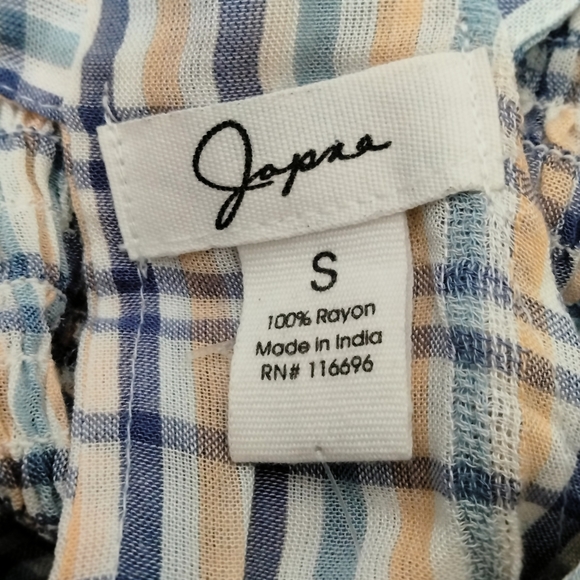 Japna
S
100% Rayon
Made in India
RN# 116696